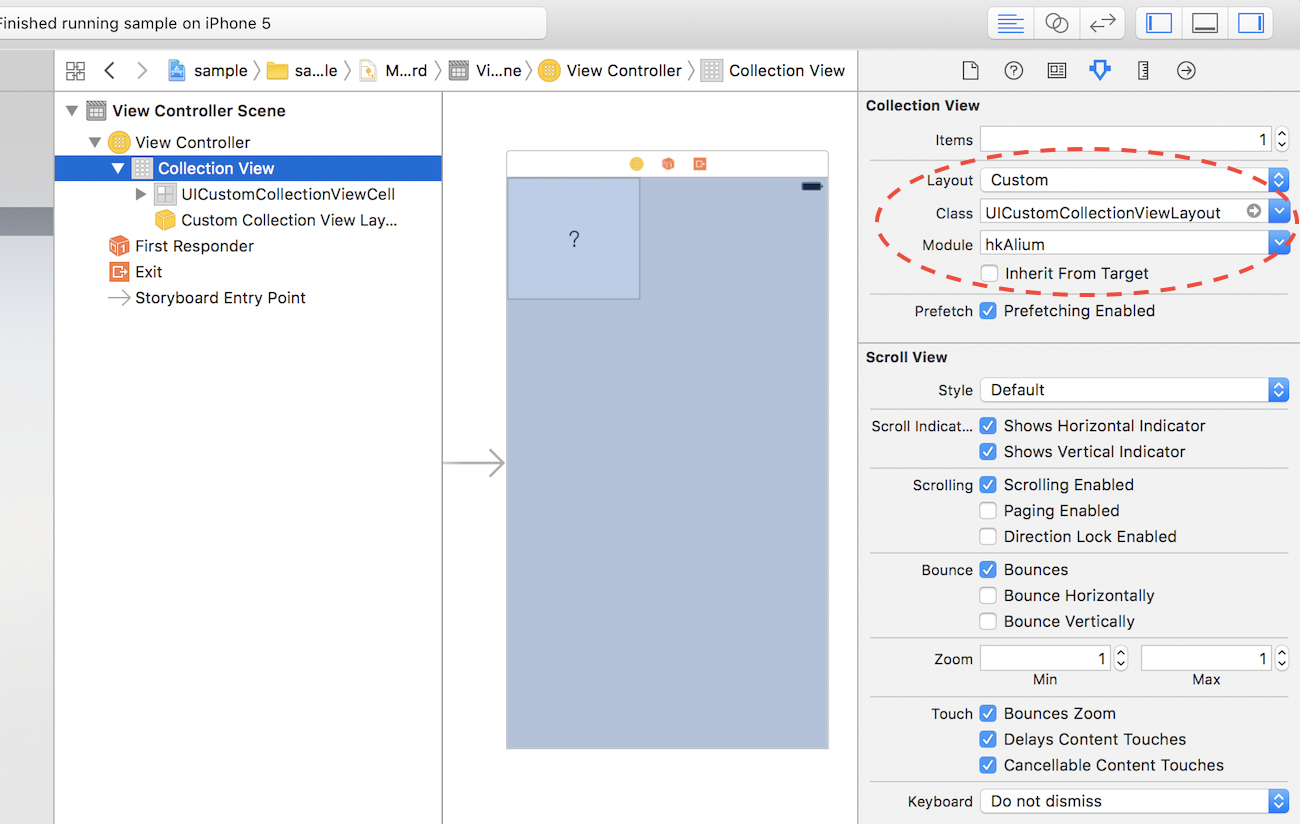 Finished running sample on iPhone 5
sample
sa...le
M...rd
Vi...ne
View Controller
Collection View
View Controller Scene
View Controller
Collection View
UICustomCollectionViewCell
Custom Collection View Lay...
First Responder
Exit
Storyboard Entry Point
?
Collection View
Items 1
Layout Custom
Class UICustomCollectionViewLayout
Module hkAlium
Inherit From Target
Prefetch Prefetching Enabled
Scroll View
Style Default
Scroll Indicat... Shows Horizontal Indicator
Shows Vertical Indicator
Scrolling Scrolling Enabled
Paging Enabled
Direction Lock Enabled
Bounce Bounces
Bounce Horizontally
Bounce Vertically
Zoom 1 1
Min Max
Touch Bounces Zoom
Delays Content Touches
Cancellable Content Touches
Keyboard Do not dismiss